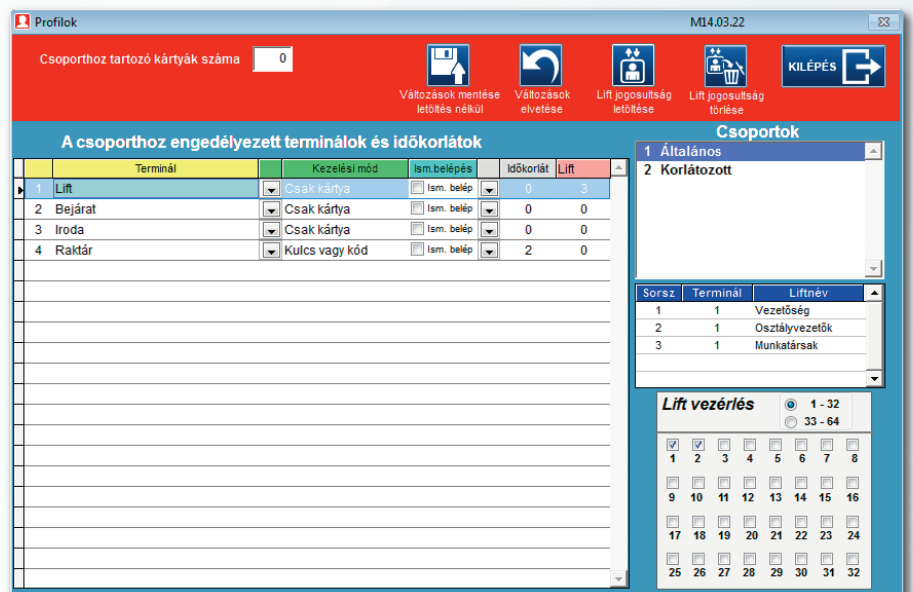 Profilok M14.03.22
Csoporthoz tartozó kártyák száma 0
Változások mentése
letöltés nélkül
Változások
elvetése
Lift jogosultság
letöltése
Lift jogosultság
törlése
KILÉPÉS
A csoporthoz engedélyezett terminálok és időkorlátok
Terminál Kezelési mód Ism.belépés Időkorlát Lift
1 Lift Csak kártya Ism. belép 0 3
2 Bejárat Csak kártya Ism. belép 0 0
3 Iroda Csak kártya Ism. belép 0 0
4 Raktár Kulcs vagy kód Ism. belép 2 0
Csoportok
1 Általános
2 Korlátozott
Sorsz Terminál Liftnév
1 1 Vezetőség
2 1 Osztályvezetők
3 1 Munkatársak
Lift vezérlés
1 - 32
33 - 64
1 2 3 4 5 6 7 8
9 10 11 12 13 14 15 16
17 18 19 20 21 22 23 24
25 26 27 28 29 30 31 32